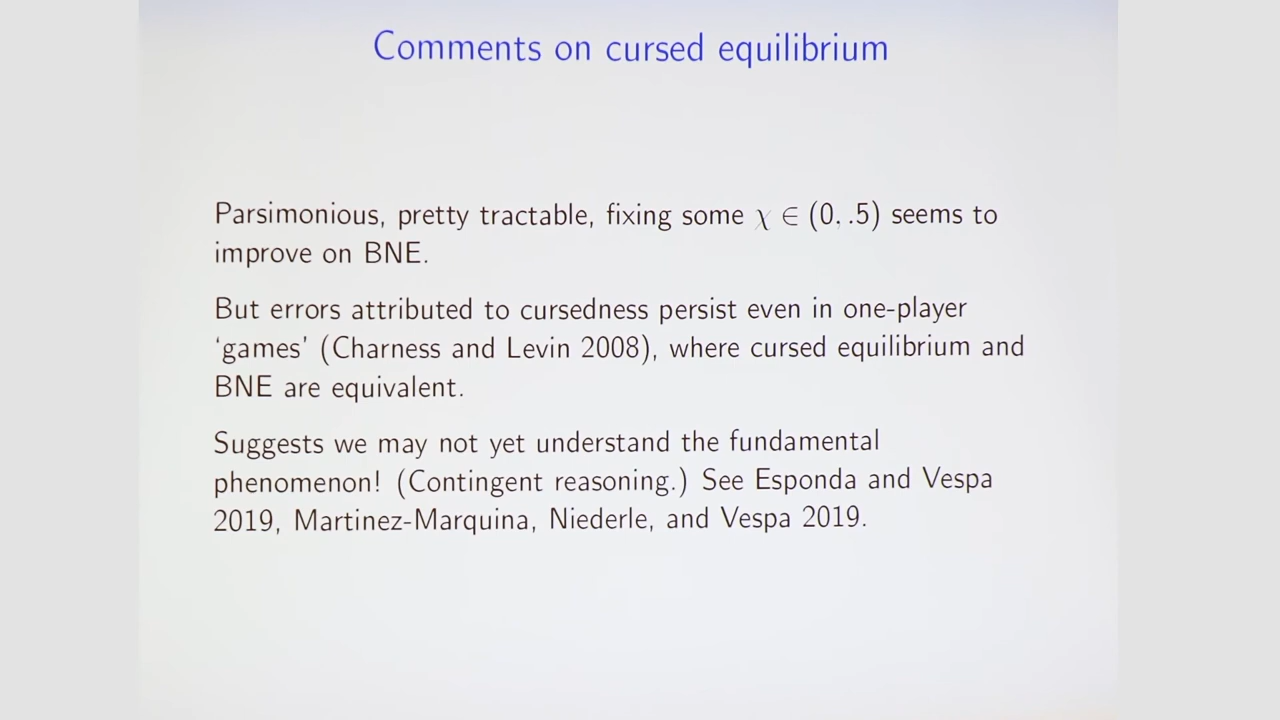 Comments on cursed equilibrium
Parsimonious, pretty tractable, fixing some χ ∈ (0, .5) seems to
improve on BNE.
But errors attributed to cursedness persist even in one-player
‘games’ (Charness and Levin 2008), where cursed equilibrium and
BNE are equivalent.
Suggests we may not yet understand the fundamental
phenomenon! (Contingent reasoning.) See Esponda and Vespa
2019, Martinez-Marquina, Niederle, and Vespa 2019.